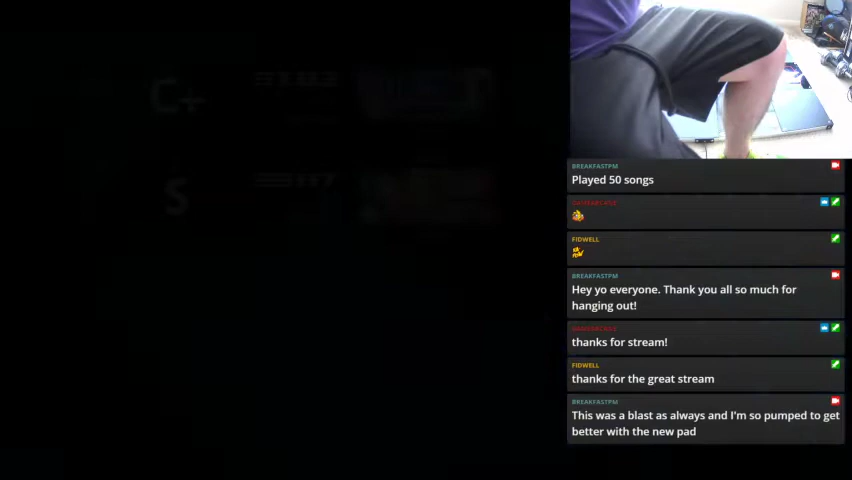 C+
S
BREAKFASTPM
Played 50 songs
FIDWELL
BREAKFASTPM
Hey yo everyone. Thank you all so much for
hanging out!
thanks for stream!
FIDWELL
thanks for the great stream
BREAKFASTPM
This was a blast as always and I'm so pumped to get
better with the new pad